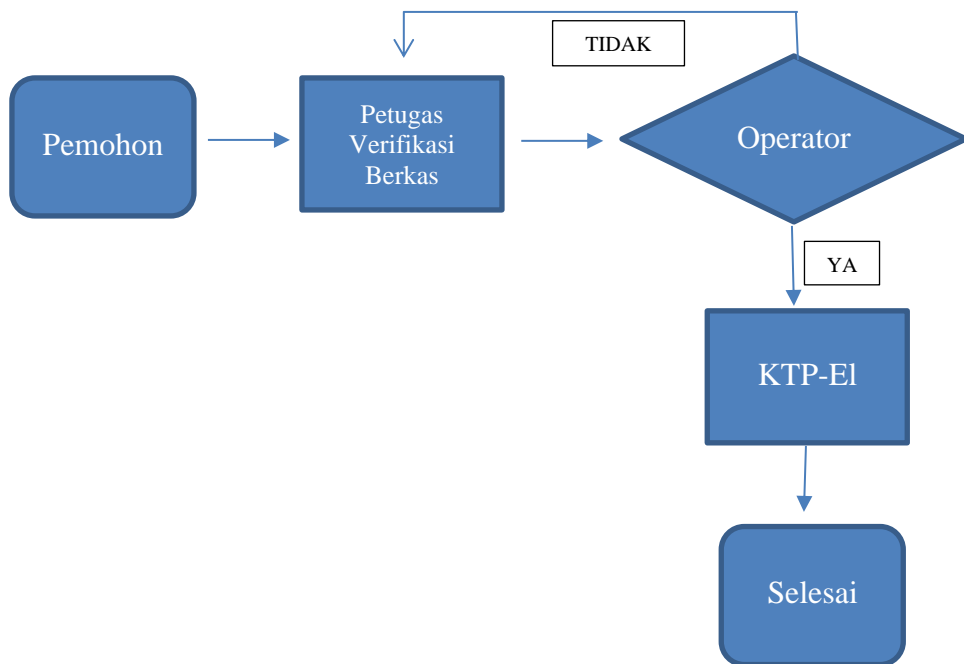 TIDAK
Pemohon
Petugas
Verifikasi
Berkas
Operator
YA
KTP-El
Selesai